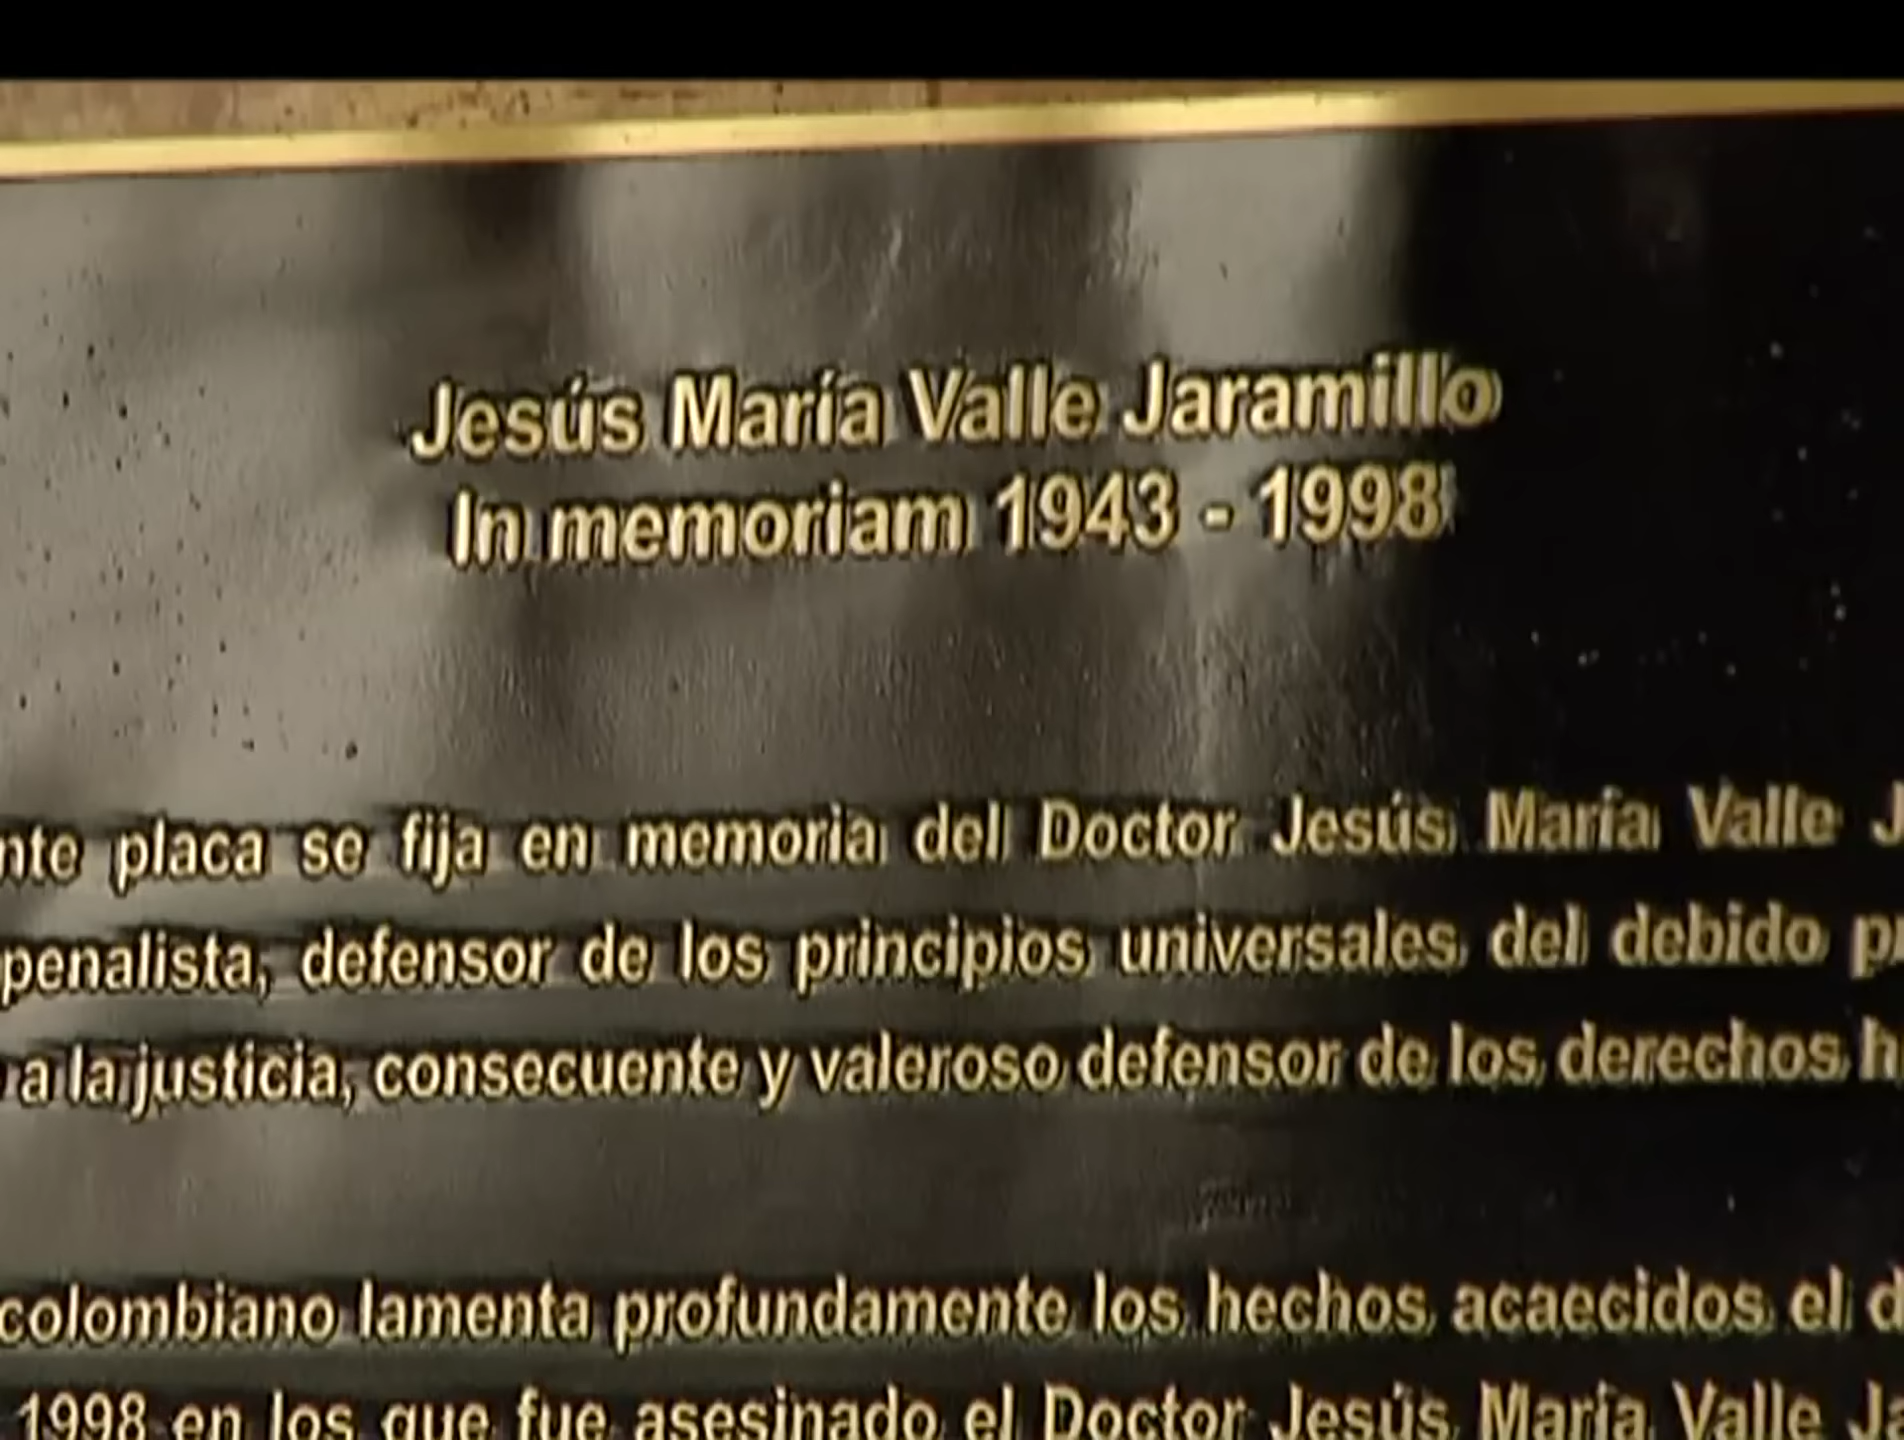 Jesús María Valle Jaramillo
In memoriam 1943 - 1998
nte placa se fija en memoria del Doctor Jesús María Valle J
penalista, defensor de los principios universales del debido p
a la justicia, consecuente y valeroso defensor de los derechos h
colombiano lamenta profundamente los hechos acaecidos el d
1998 en los que fue asesinado el Doctor Jesús María Valle Ja